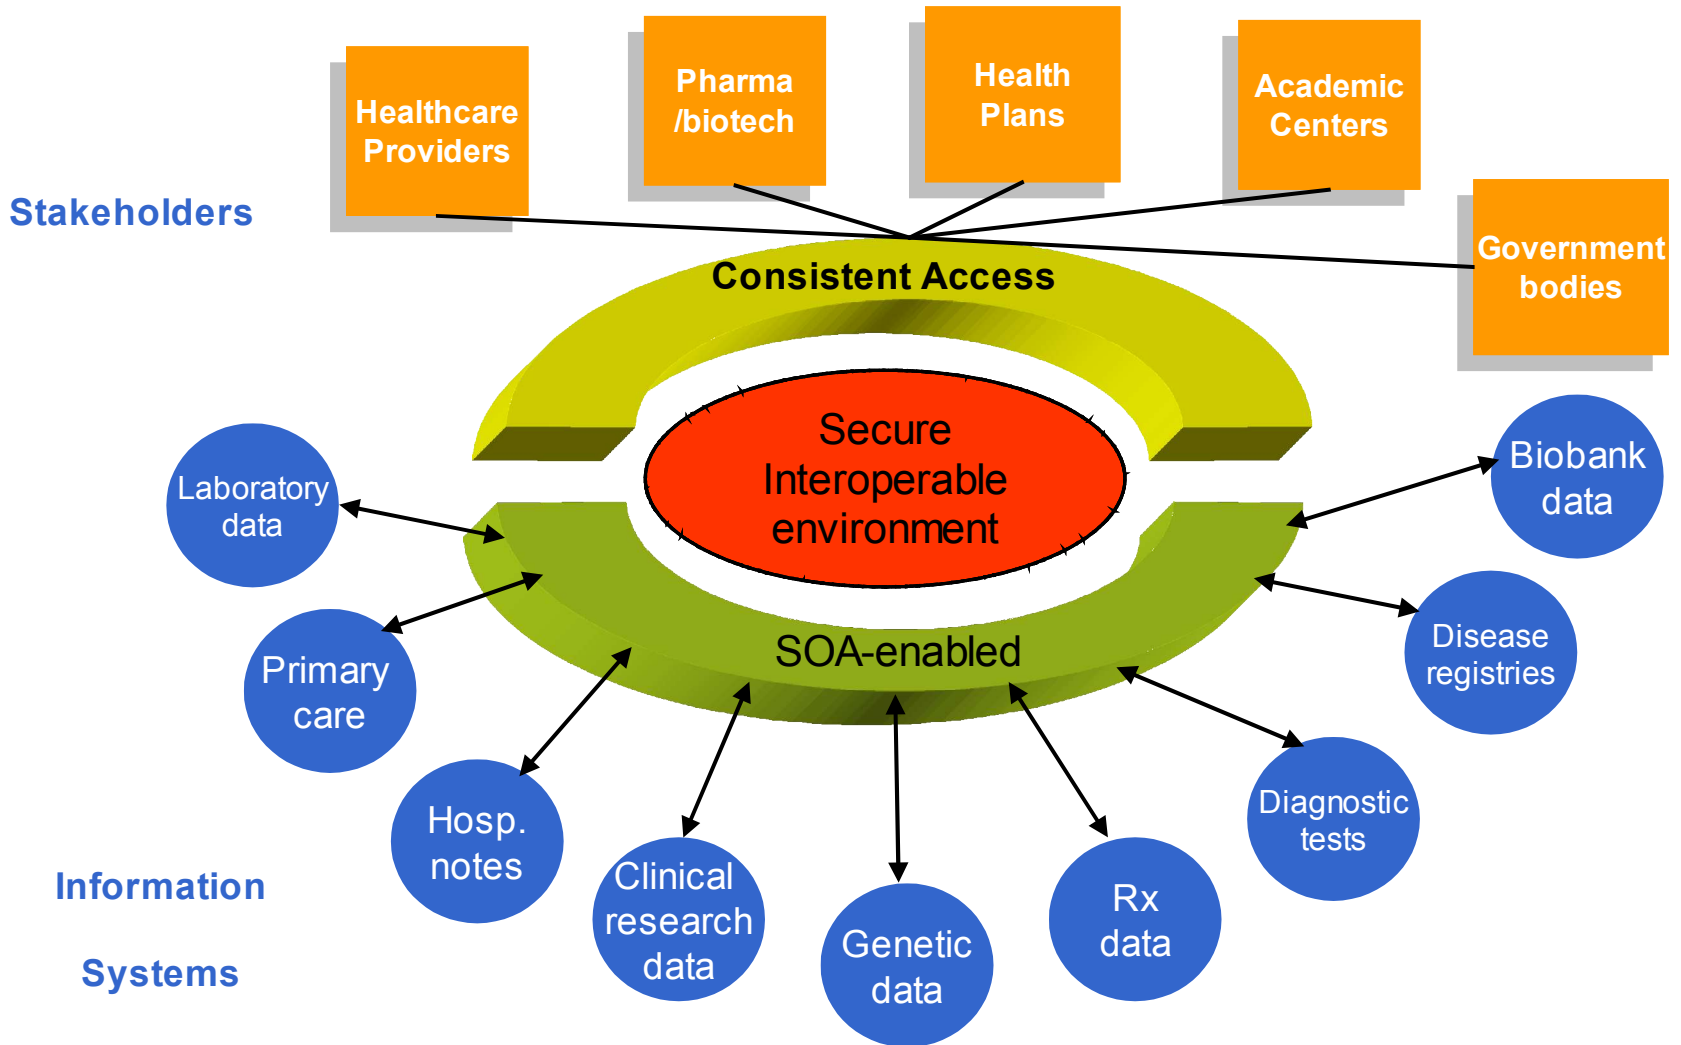 Healthcare
Providers
Pharma
/biotech
Health
Plans
Academic
Centers
Stakeholders
Government
bodies
Consistent Access
Secure
Interoperable
environment
SOA-enabled
Laboratory
data
Primary
care
Hosp.
notes
Clinical
research
data
Genetic
data
Rx
data
Diagnostic
tests
Disease
registries
Biobank
data
Information
Systems